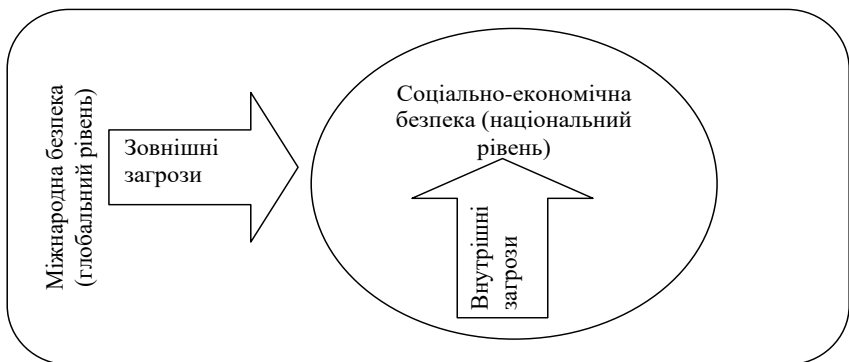 Міжнародна безпека
(глобальний рівень)
Зовнішні
загрози
Соціально-економічна
безпека (національний
рівень)
Внутрішні
загрози